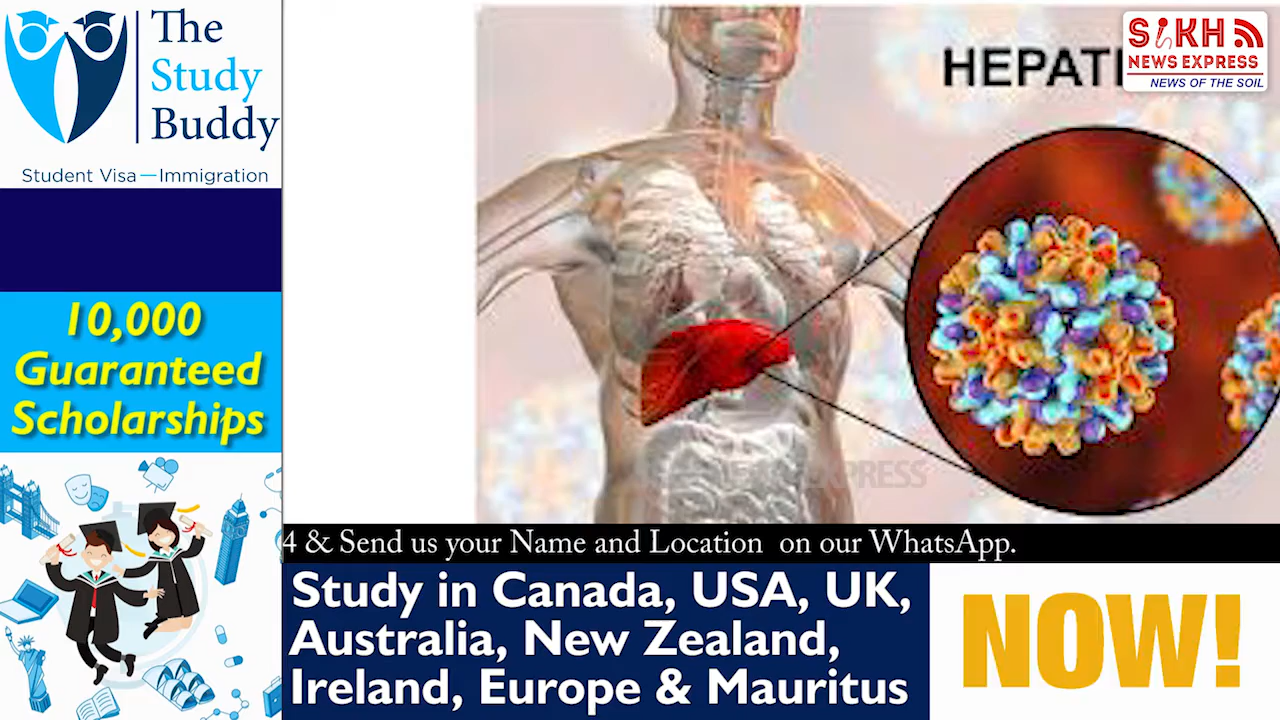 The
Study
Buddy
Student Visa—Immigration
10,000
Guaranteed
Scholarships
HEPATI
SiKH
NEWS EXPRESS
NEWS OF THE SOIL
EXPRESS
4 & Send us your Name and Location on our WhatsApp.
Study in Canada, USA, UK,
Australia, New Zealand,
Ireland, Europe & Mauritus
NOW!